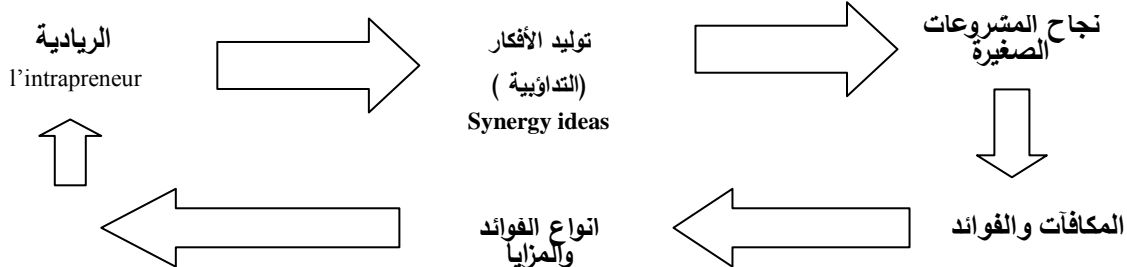 الريادية
l'intrapreneur
توليد الأفكار
(التداؤبية )
Synergy ideas
نجاح المشروعات
الصغيرة
المكافآت والفوائد
انواع الفوائد
والمزايا